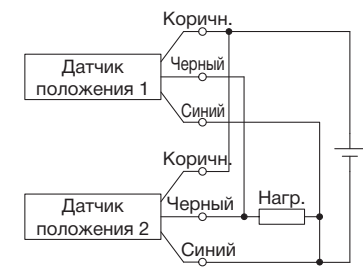 Коричн.
Датчик
положения 1
Черный
Синий
Коричн.
Датчик
положения 2
Черный
Нагр.
Синий